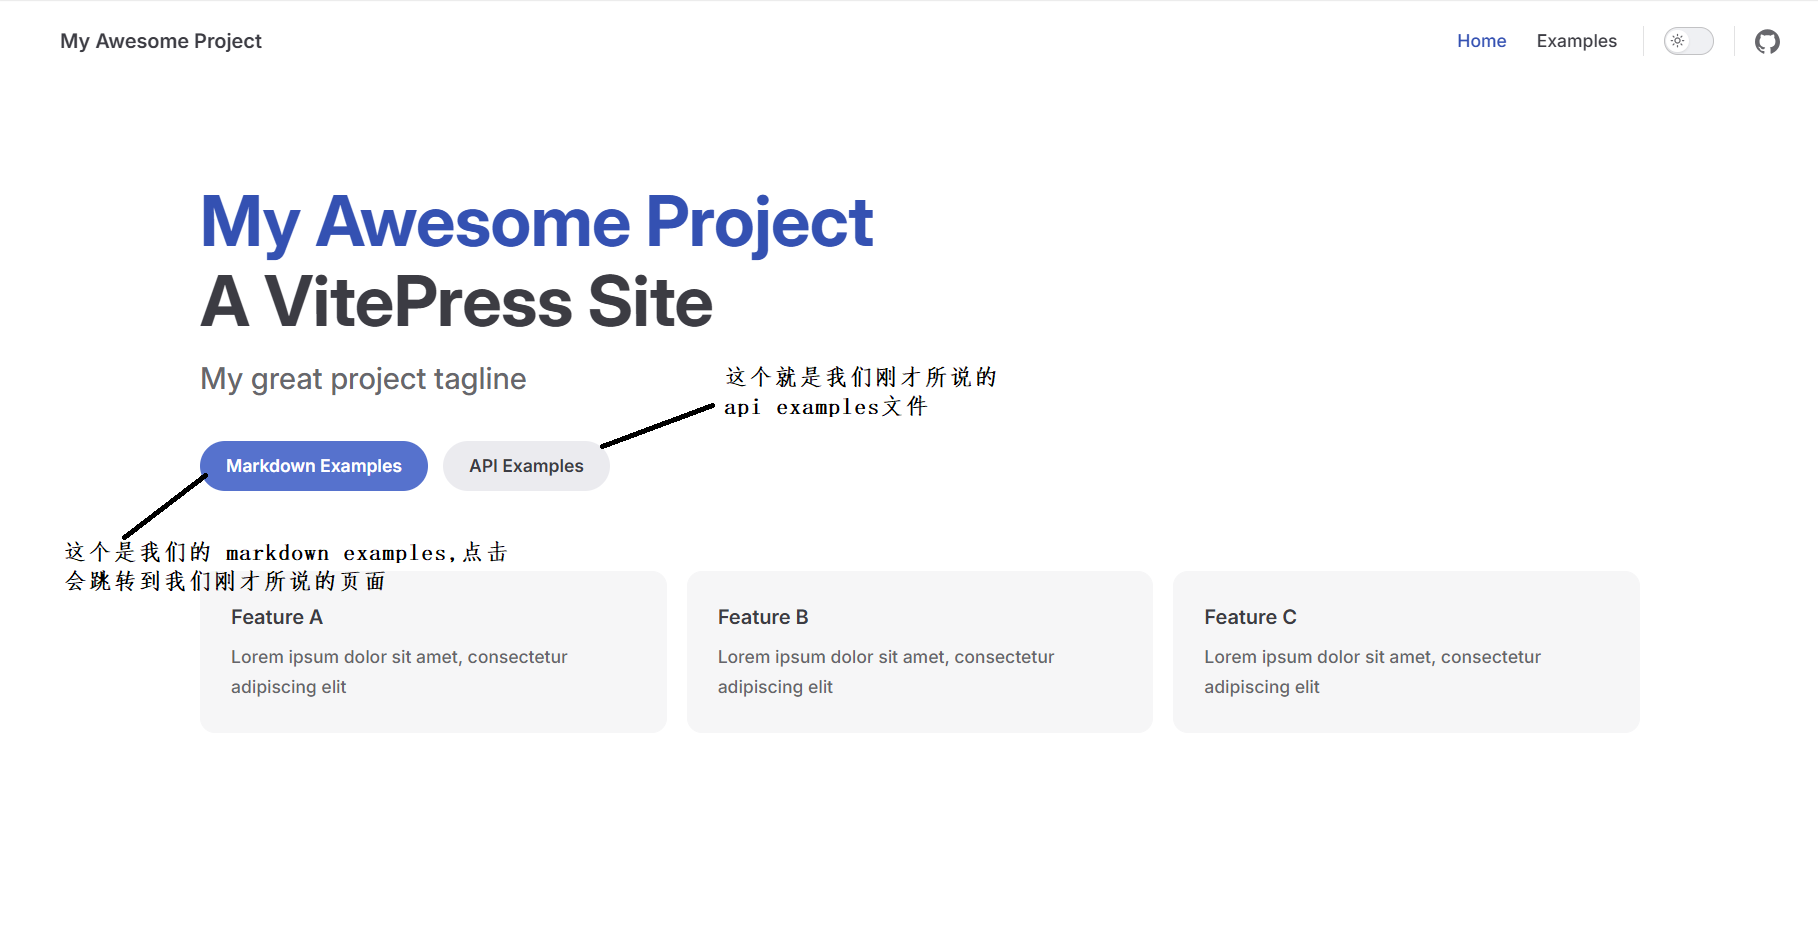 My Awesome Project
Home
Examples
My Awesome Project
A VitePress Site
My great project tagline
这个就是我们刚才所说的
api examples文件
Markdown Examples
API Examples
这个是我们的 markdown examples,点击
会跳转到我们刚才所说的页面
Feature A
Lorem ipsum dolor sit amet, consectetur
adipiscing elit
Feature B
Lorem ipsum dolor sit amet, consectetur
adipiscing elit
Feature C
Lorem ipsum dolor sit amet, consectetur
adipiscing elit